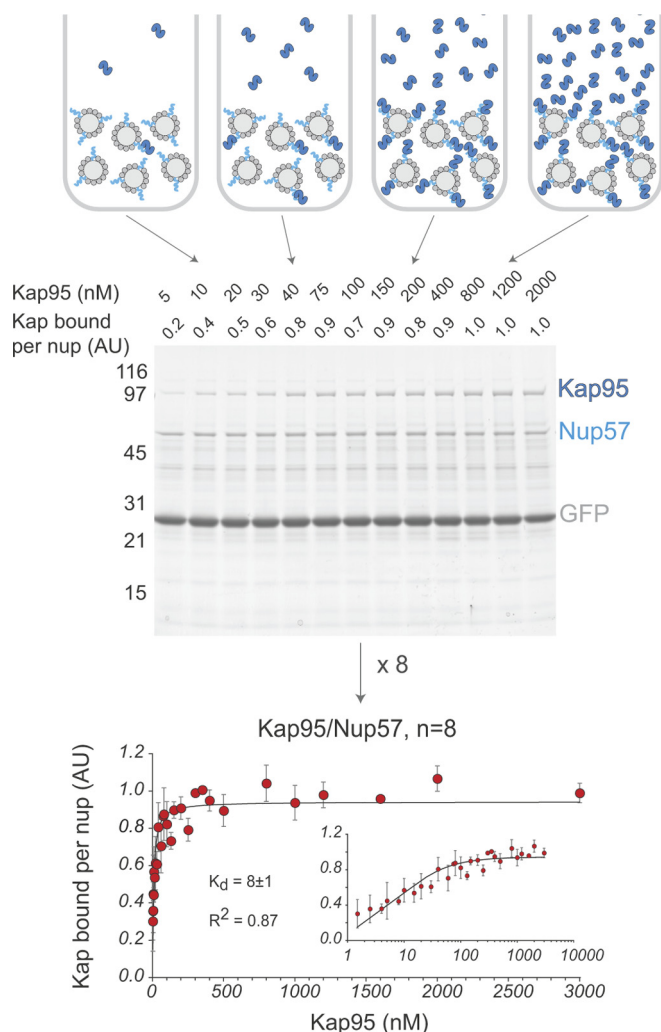 Kap95 (nM) 5 10 20 30 40 75 100 150 200 400 800 1200 2000
Kap bound per nup (AU) 0.2 0.4 0.5 0.6 0.8 0.9 0.7 0.9 0.8 0.9 1.0 1.0 1.0
116
97
Kap95
Nup57
45
31
GFP
21
15
x 8
Kap95/Nup57, n=8
Kap bound per nup (AU)
1.2
1.0
0.8
0.6
0.4
0.2
0.0
Kd = 8±1
R2 = 0.87
1.2
0.8
0.4
0.0
1 10 100 1000 10000
0 500 1000 1500 2000 2500 3000
Kap95 (nM)